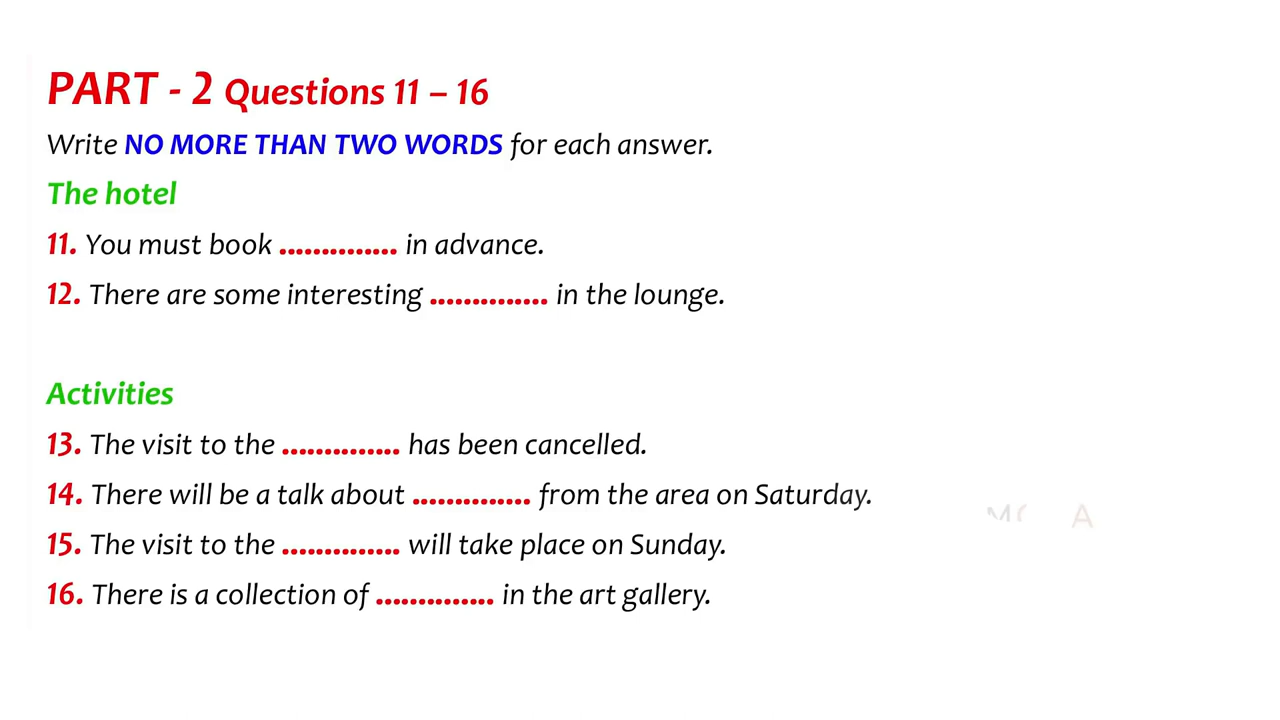 PART - 2 Questions 11 – 16
Write NO MORE THAN TWO WORDS for each answer.
The hotel
11. You must book .............. in advance.
12. There are some interesting .............. in the lounge.
Activities
13. The visit to the .............. has been cancelled.
14. There will be a talk about .............. from the area on Saturday.
15. The visit to the .............. will take place on Sunday.
16. There is a collection of .............. in the art gallery.